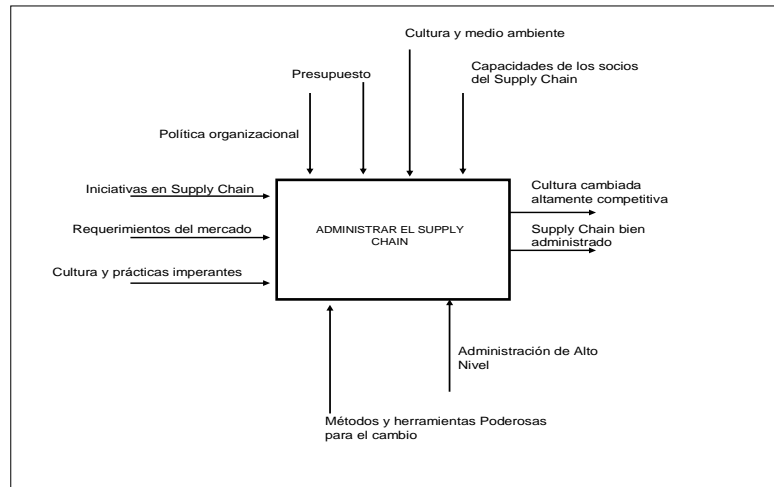 Cultura y medio ambiente
Capacidades de los socios
del Supply Chain
Presupuesto
Política organizacional
Iniciativas en Supply Chain
Requerimientos del mercado
Cultura y prácticas imperantes
ADMINISTRAR EL SUPPLY
CHAIN
Cultura cambiada
altamente competitiva
Supply Chain bien
administrado
Administración de Alto
Nivel
Métodos y herramientas Poderosas
para el cambio